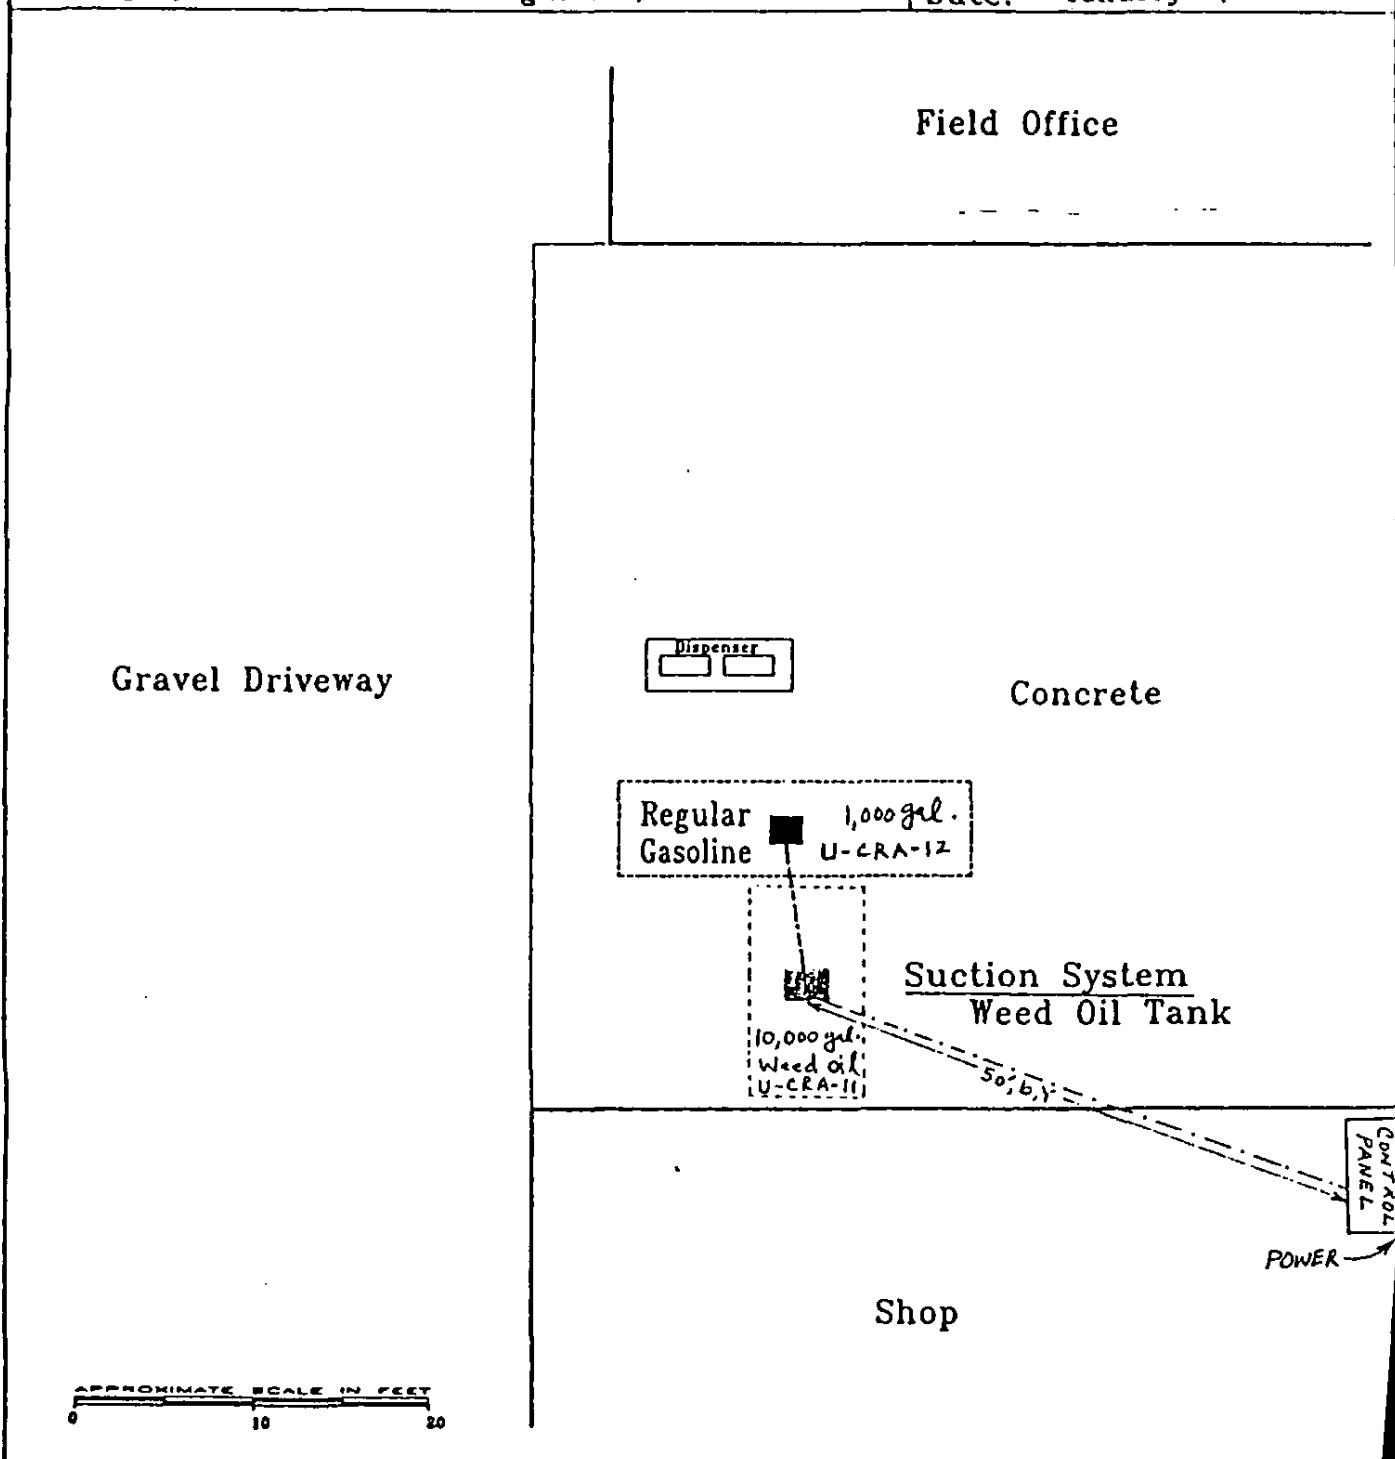 Date:
Field Office
Dispenser
Gravel Driveway
Concrete
Regular 1,000 gal.
Gasoline U-CRA-12
Suction System
Weed Oil Tank
10,000 gal.
Weed oil
U-CRA-11
CONTROL
PANEL
POWER
Shop
APPROXIMATE SCALE IN FEET
0 10 20